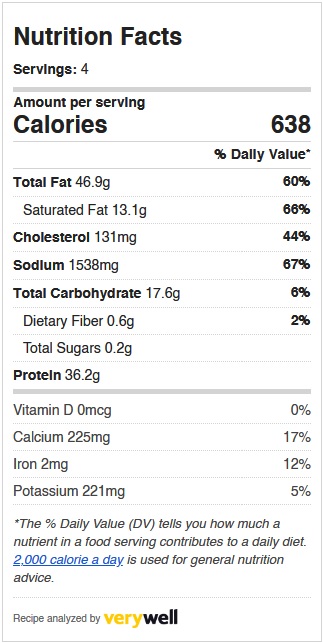 Nutrition Facts
Servings: 4
Amount per serving
Calories 638
% Daily Value*
Total Fat 46.9g 60%
Saturated Fat 13.1g 66%
Cholesterol 131mg 44%
Sodium 1538mg 67%
Total Carbohydrate 17.6g 6%
Dietary Fiber 0.6g 2%
Total Sugars 0.2g
Protein 36.2g
Vitamin D 0mcg 0%
Calcium 225mg 17%
Iron 2mg 12%
Potassium 221mg 5%
*The % Daily Value (DV) tells you how much a
nutrient in a food serving contributes to a daily diet.
2,000 calorie a day is used for general nutrition
advice.
Recipe analyzed by verywell